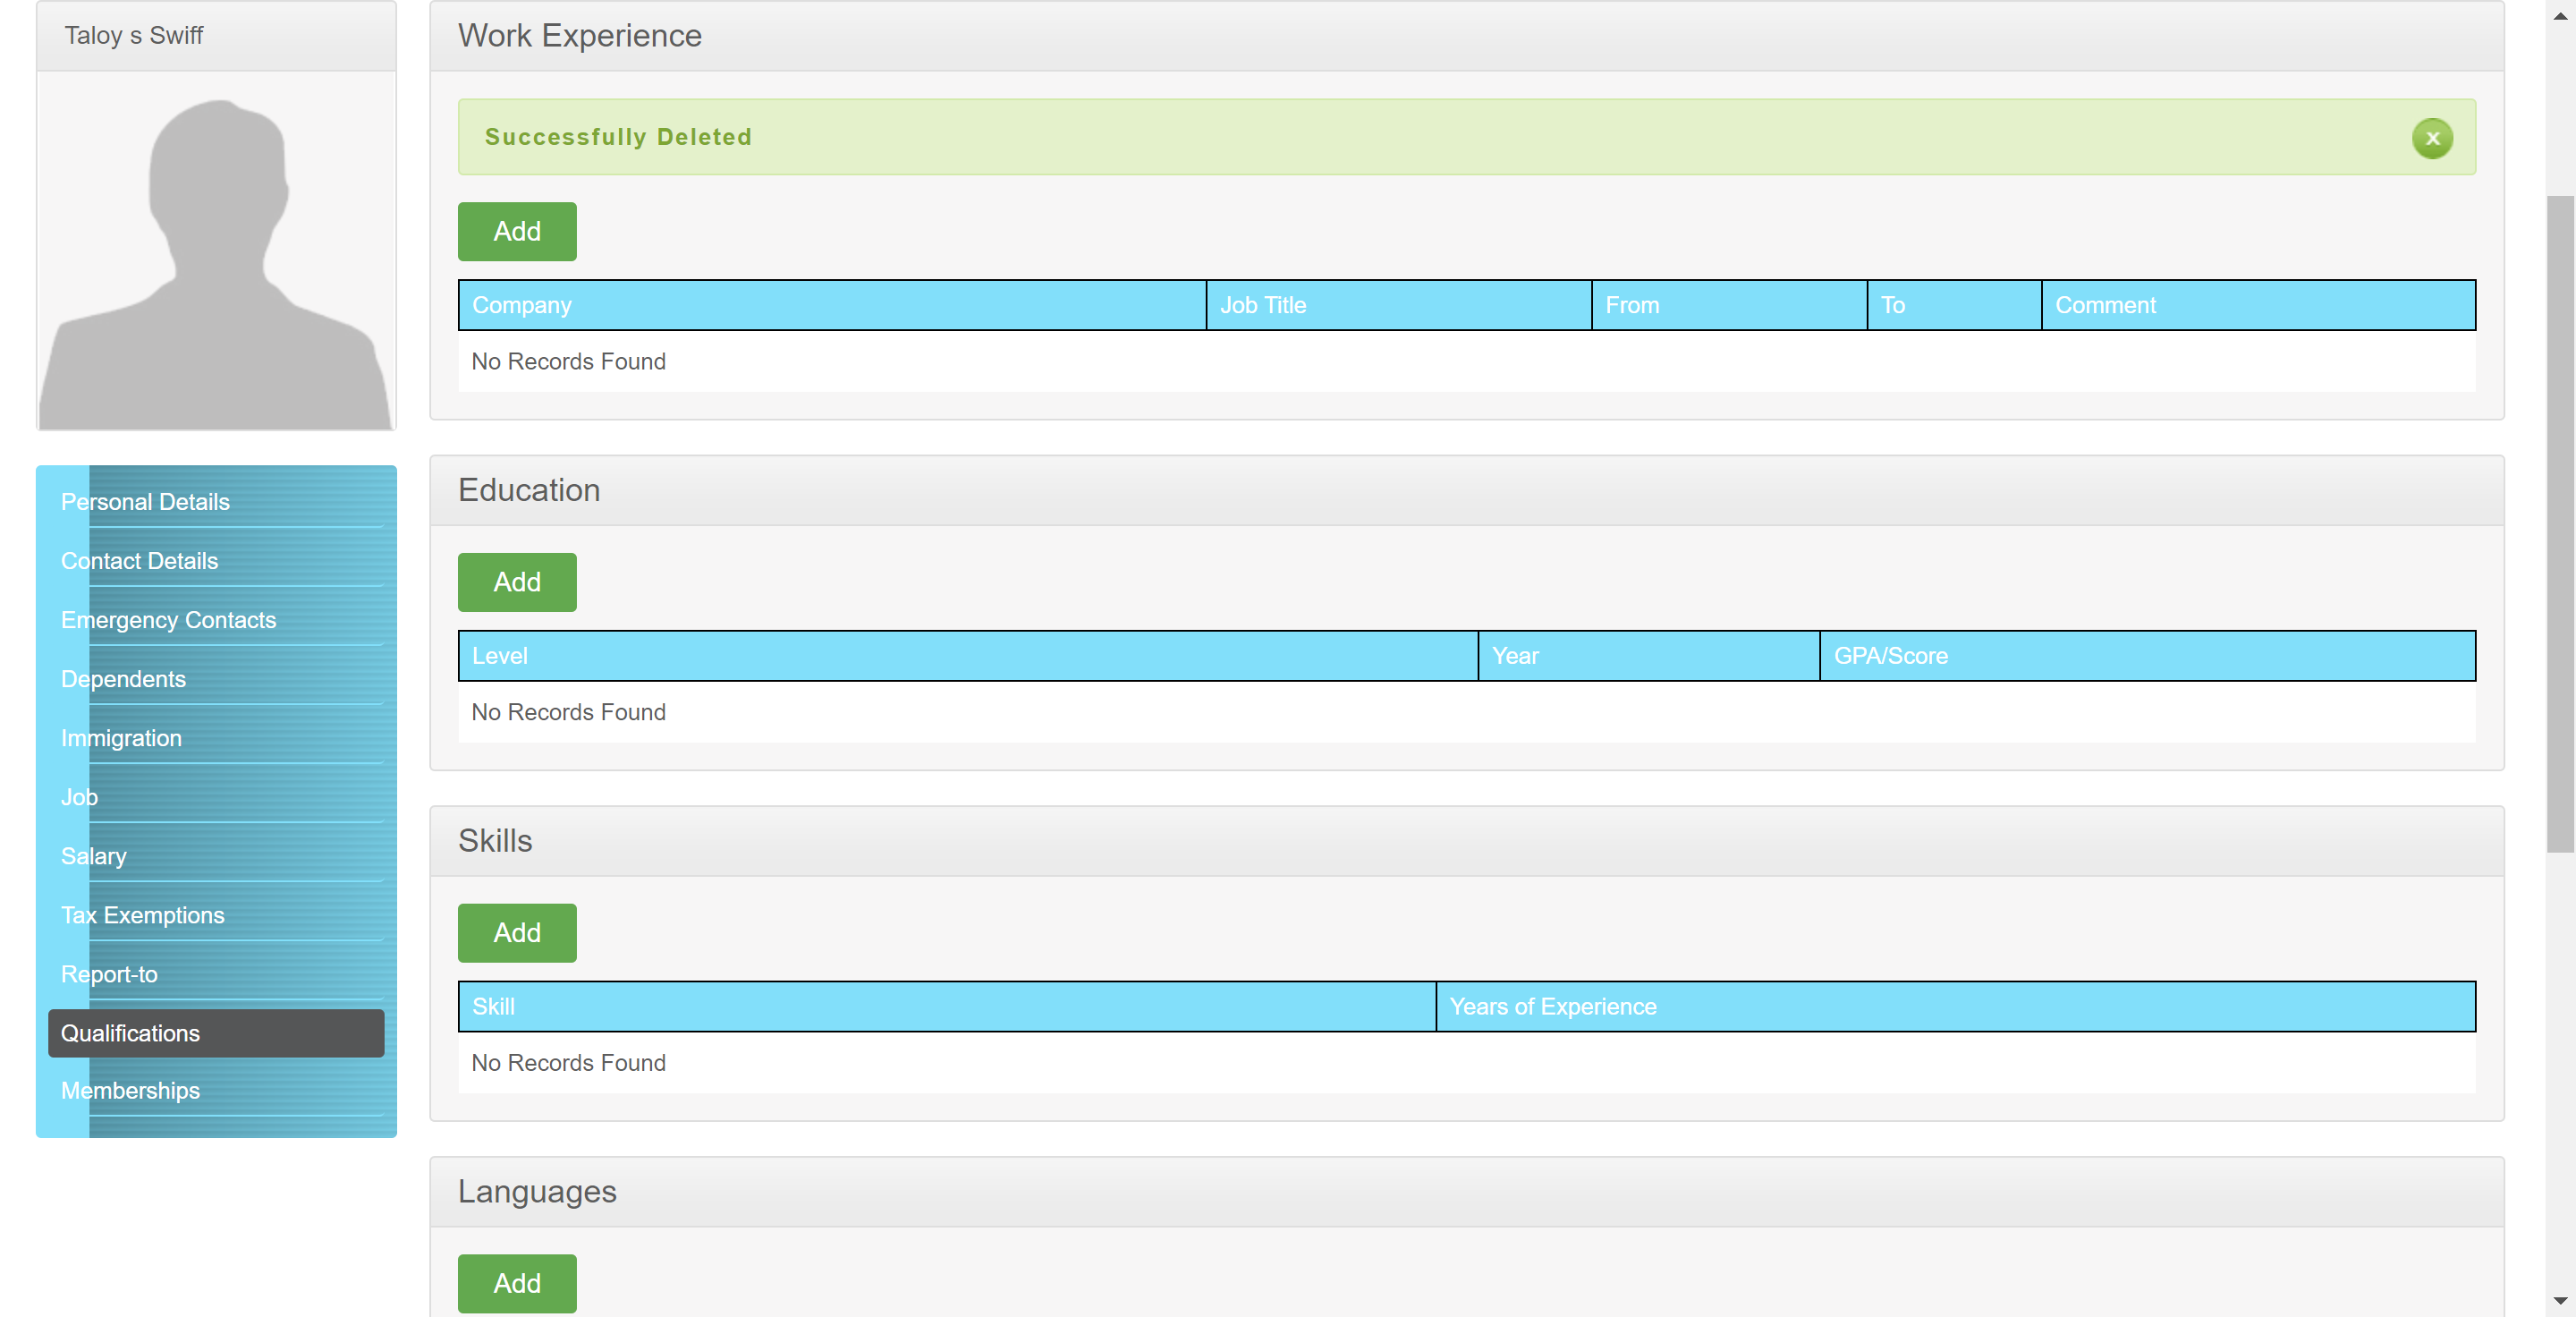 Taloy s Swiff
Personal Details
Contact Details
Emergency Contacts
Dependents
Immigration
Job
Salary
Tax Exemptions
Report-to
Qualifications
Memberships
Work Experience
Successfully Deleted
x
Add
Company Job Title From To Comment
No Records Found
Education
Add
Level Year GPA/Score
No Records Found
Skills
Add
Skill Years of Experience
No Records Found
Languages
Add